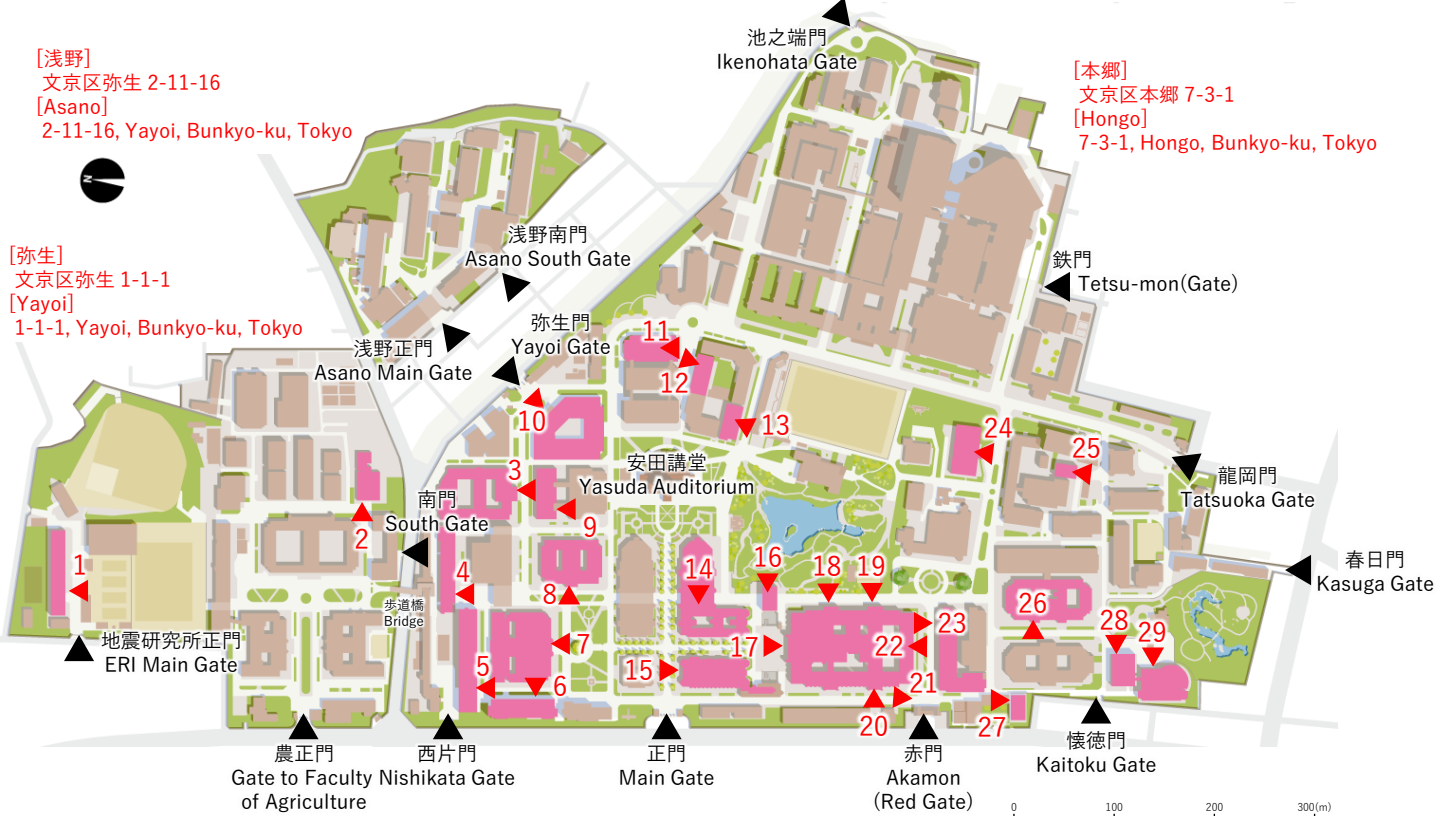 [浅野]
文京区弥生 2-11-16
[Asano]
2-11-16, Yayoi, Bunkyo-ku, Tokyo
N
[弥生]
文京区弥生 1-1-1
[Yayoi]
1-1-1, Yayoi, Bunkyo-ku, Tokyo
[本郷]
文京区本郷 7-3-1
[Hongo]
7-3-1, Hongo, Bunkyo-ku, Tokyo
池之端門
Ikenohata Gate
浅野南門
Asano South Gate
鉄門
Tetsu-mon(Gate)
浅野正門
Asano Main Gate
弥生門
Yayoi Gate
11
12
10
13
24
25
3
安田講堂
Yasuda Auditorium
龍岡門
Tatsuoka Gate
南門
South Gate
9
2
1
4
8
14
16
18
19
春日門
Kasuga Gate
歩道橋
Bridge
26
28
29
23
22
17
7
地震研究所正門
ERI Main Gate
5
6
15
21
20
27
農正門
Gate to Faculty
of Agriculture
西片門
Nishikata Gate
正門
Main Gate
赤門
Akamon
(Red Gate)
懐徳門
Kaitoku Gate
0 100 200 300(m)